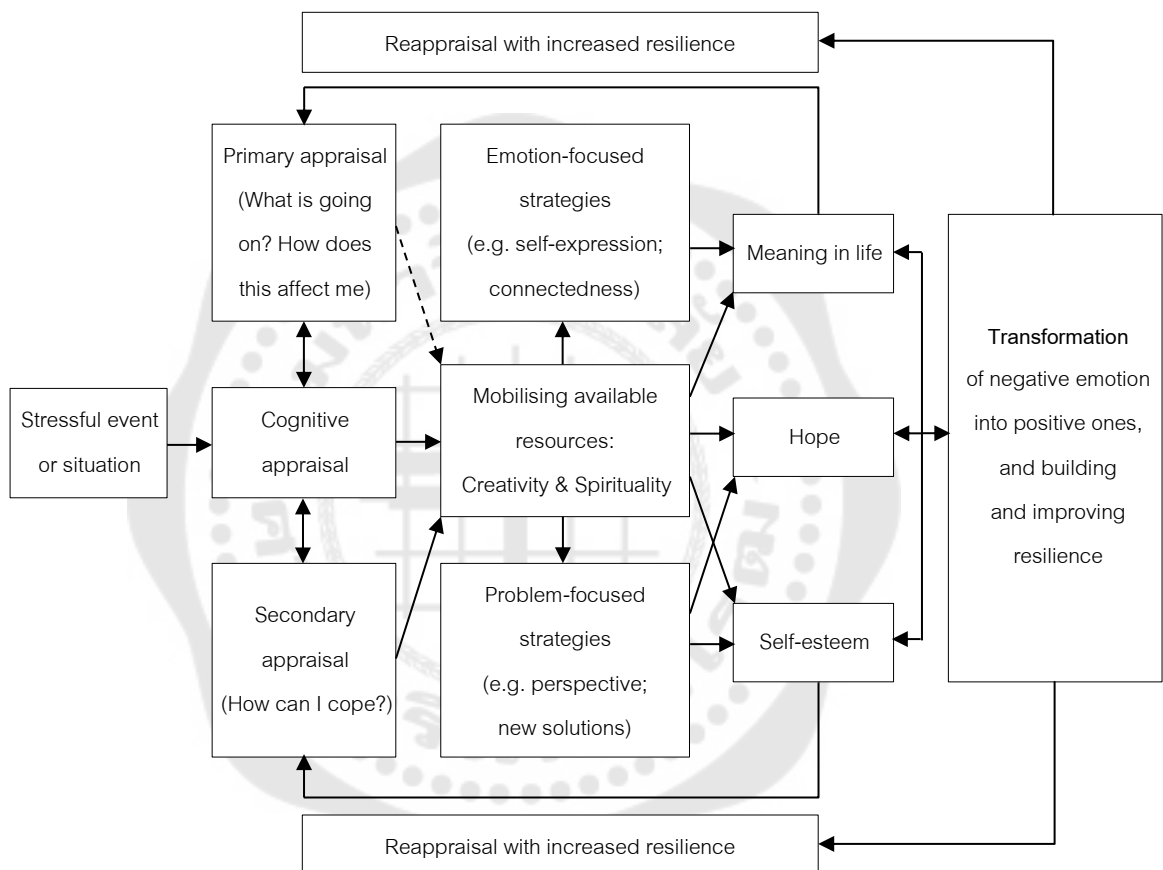 Reappraisal with increased resilience
Primary appraisal
(What is going
on? How does
this affect me)
Emotion-focused
strategies
(e.g. self-expression;
connectedness)
Meaning in life
Transformation
of negative emotion
into positive ones,
and building
and improving
resilience
Stressful event
or situation
Cognitive
appraisal
Mobilising available
resources:
Creativity & Spirituality
Hope
Secondary
appraisal
(How can I cope?)
Problem-focused
strategies
(e.g. perspective;
new solutions)
Self-esteem
Reappraisal with increased resilience